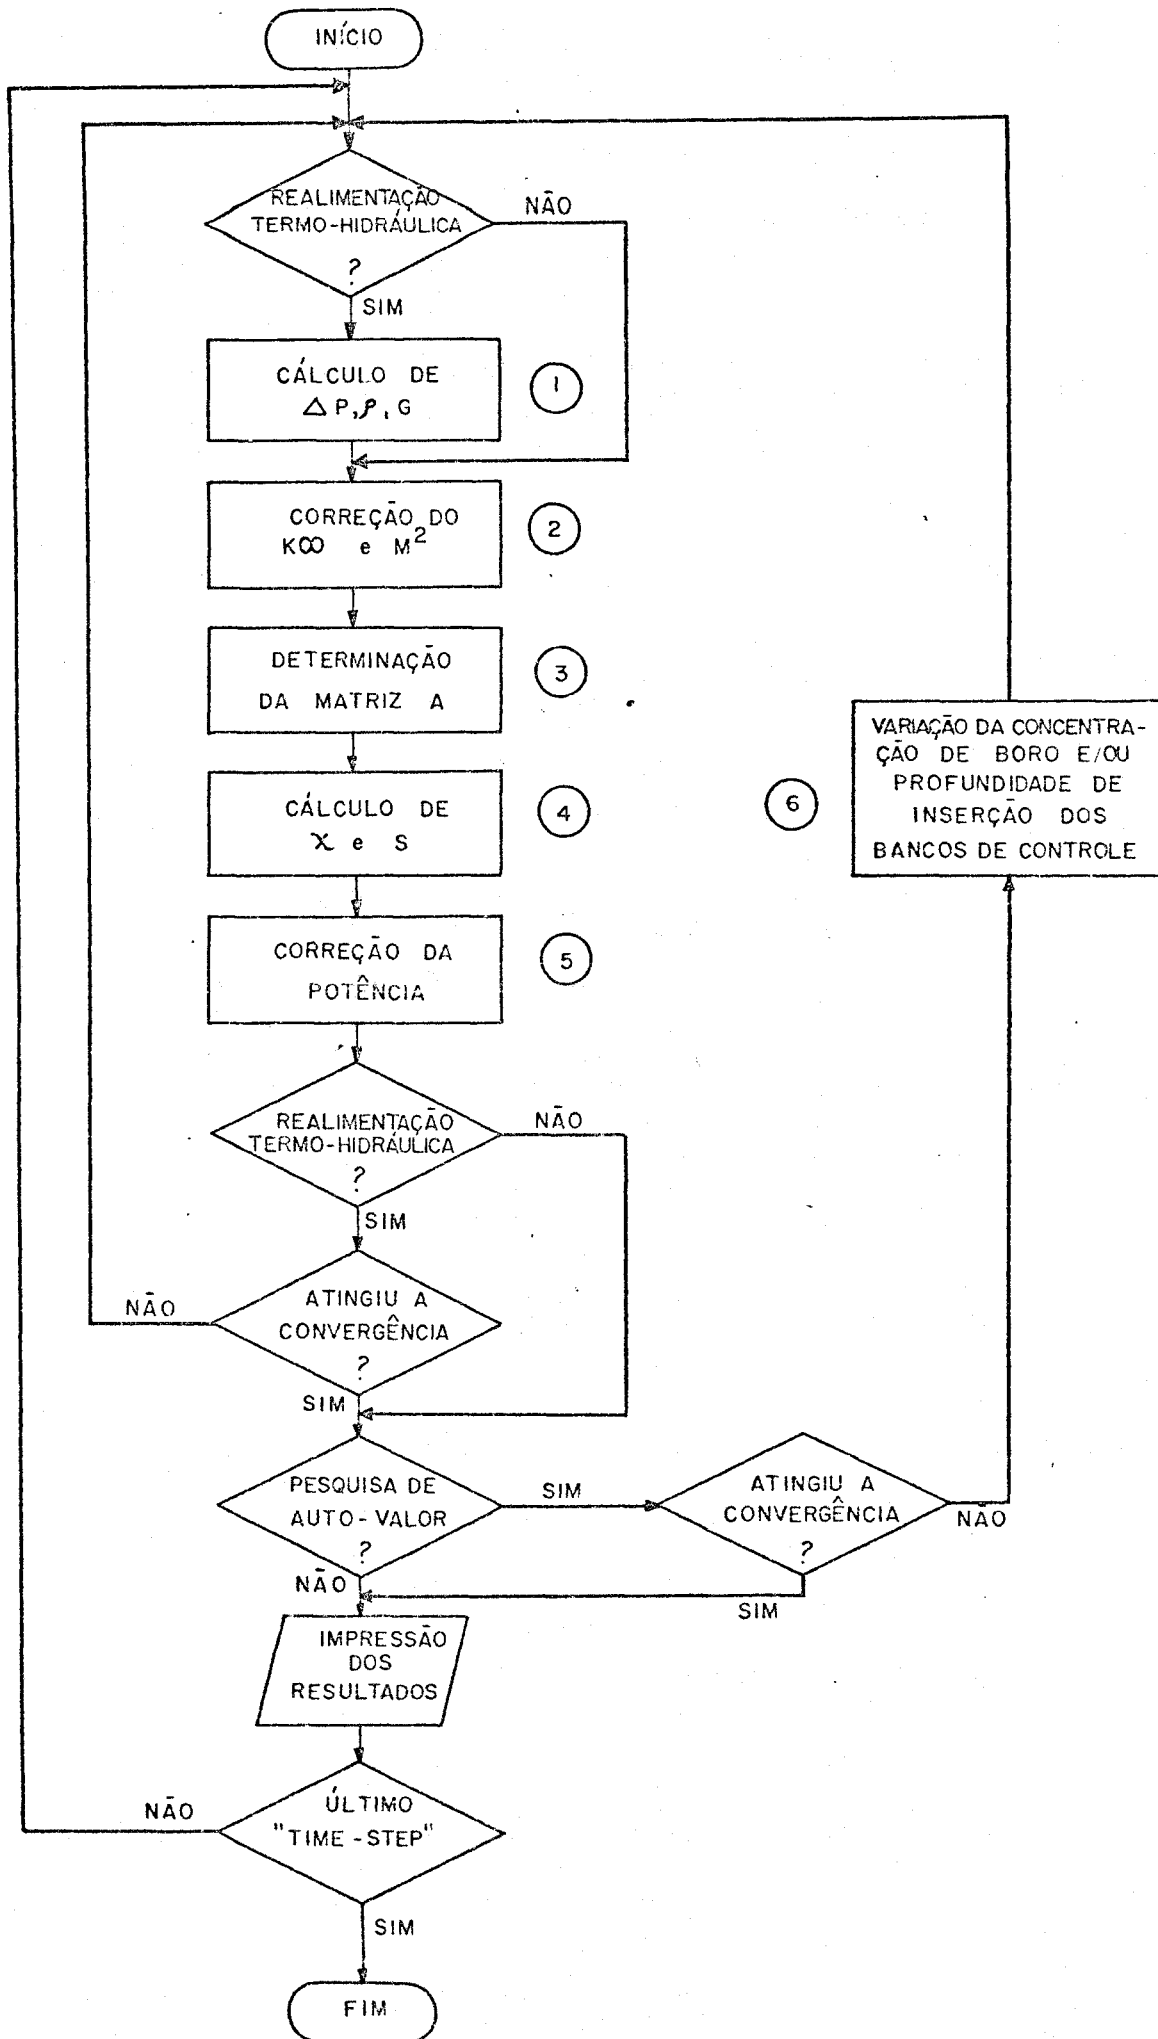 INÍCIO
REALIMENTAÇÃO
TERMO-HIDRÁULICA
?
NÃO
SIM
CÁLCULO DE
△ P, ρ, G
1
CORREÇÃO DO
K∞ e M²
2
DETERMINAÇÃO
DA MATRIZ A
3
CÁLCULO DE
χ e S
4
CORREÇÃO DA
POTÊNCIA
5
VARIAÇÃO DA CONCENTRA-
ÇÃO DE BORO E/OU
PROFUNDIDADE DE
INSERÇÃO DOS
BANCOS DE CONTROLE
6
REALIMENTAÇÃO
TERMO-HIDRÁULICA
?
NÃO
SIM
ATINGIU A
CONVERGÊNCIA
?
NÃO
SIM
PESQUISA DE
AUTO-VALOR
?
SIM
NÃO
ATINGIU A
CONVERGÊNCIA
?
NÃO
SIM
IMPRESSÃO
DOS
RESULTADOS
ÚLTIMO
"TIME-STEP"
NÃO
SIM
FIM